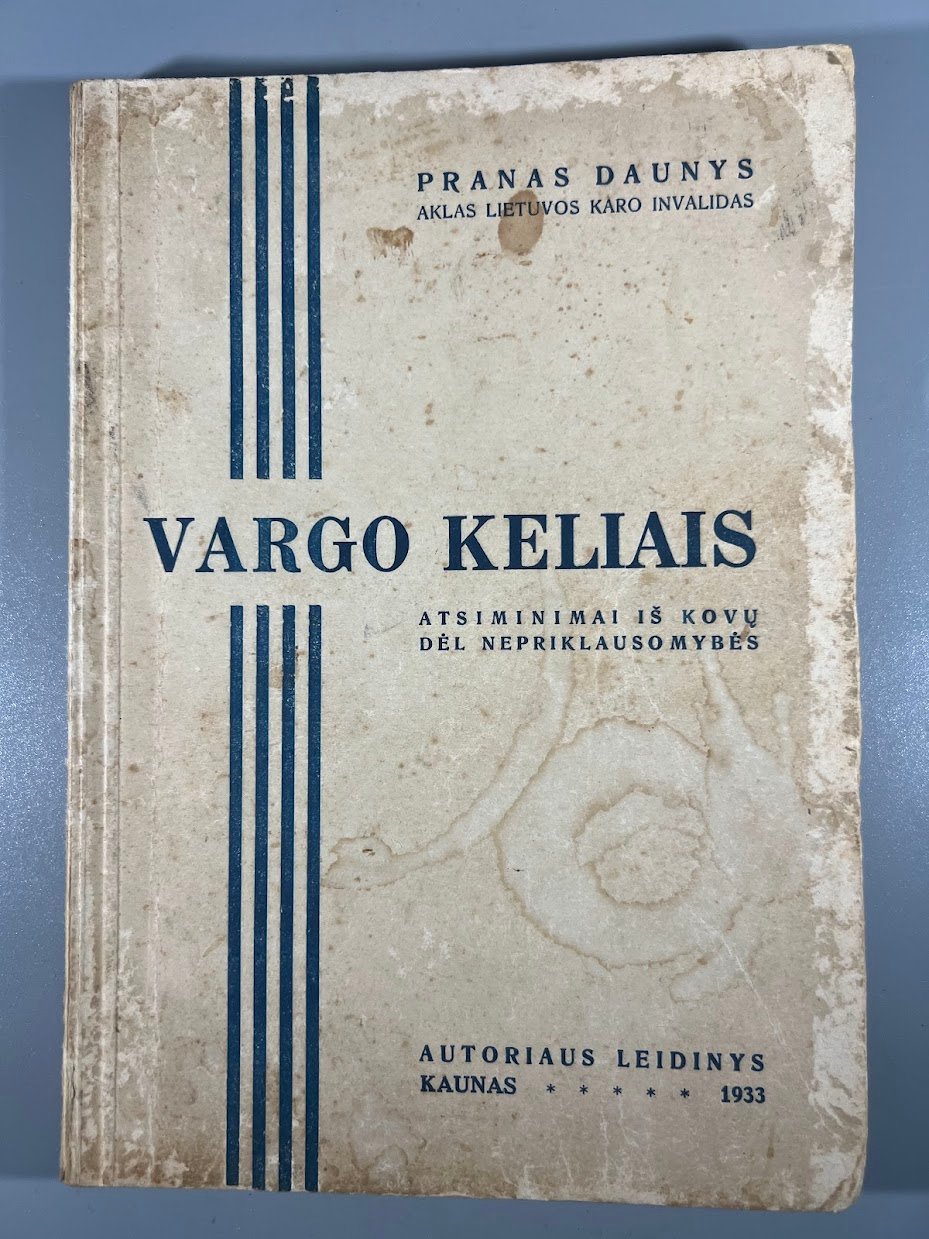 PRANAS DAUNYS
AKLAS LIETUVOS KARO INVALIDAS
VARGO KELIAIS
ATSIMINIMAI IŠ KOVŲ
DĖL NEPRIKLAUSOMYBĖS
AUTORIAUS LEIDINYS
KAUNAS * * * * * 1933